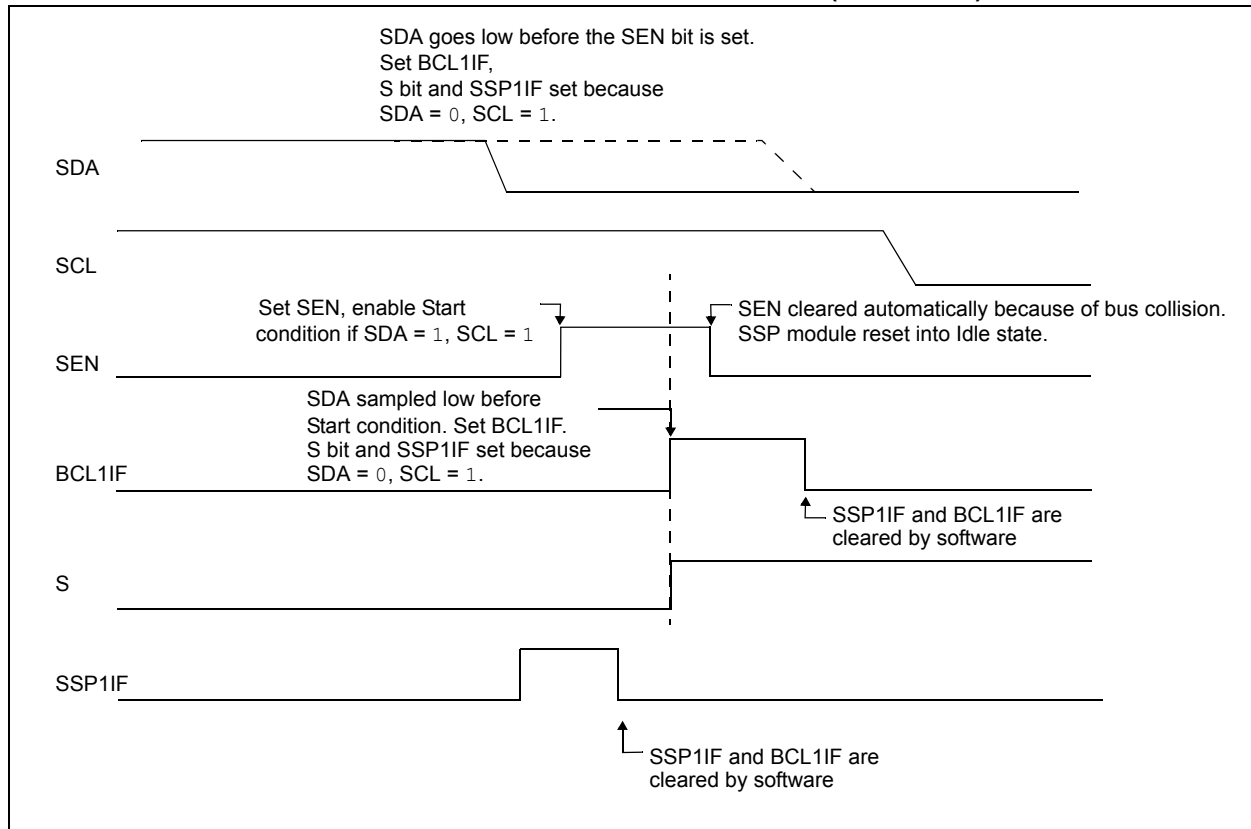 SDA goes low before the SEN bit is set.
Set BCL1IF,
S bit and SSP1IF set because
SDA = 0, SCL = 1.
SDA
SCL
Set SEN, enable Start
condition if SDA = 1, SCL = 1
SEN cleared automatically because of bus collision.
SSP module reset into Idle state.
SEN
SDA sampled low before
Start condition. Set BCL1IF.
S bit and SSP1IF set because
SDA = 0, SCL = 1.
BCL1IF
SSP1IF and BCL1IF are
cleared by software
S
SSP1IF
SSP1IF and BCL1IF are
cleared by software